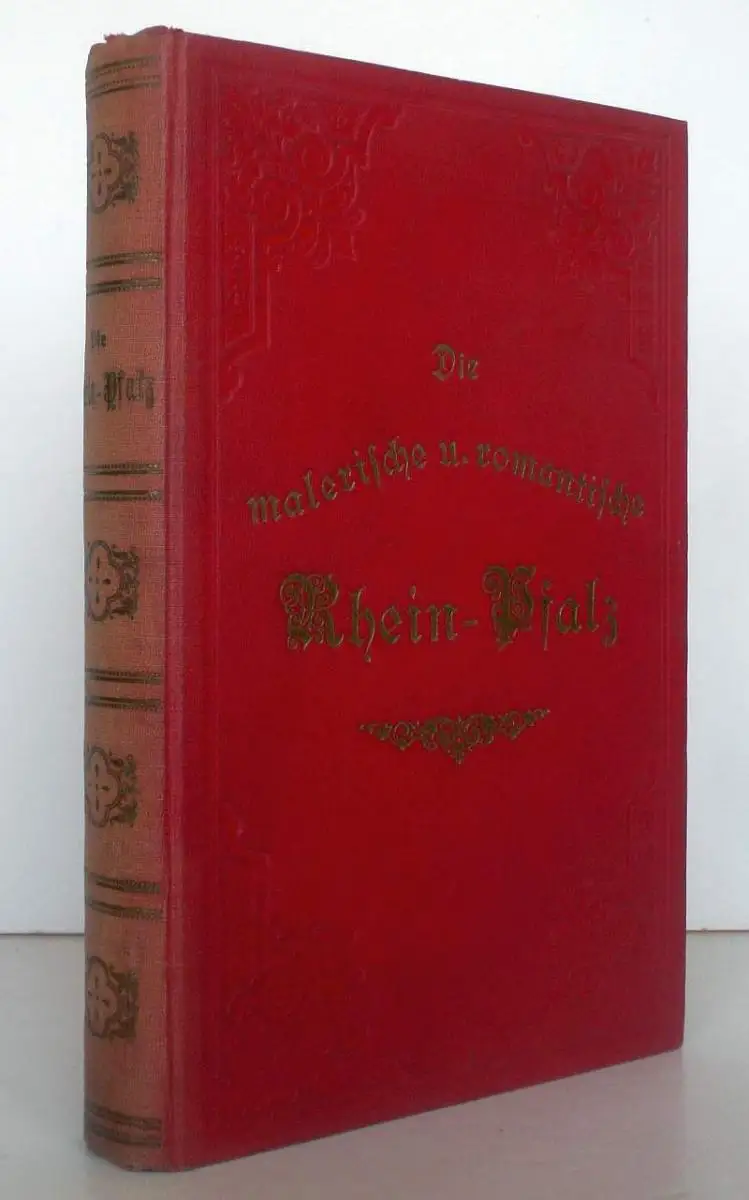 Die
malerische u. romantische
Rhein-Pfalz
Die
-Pfalz